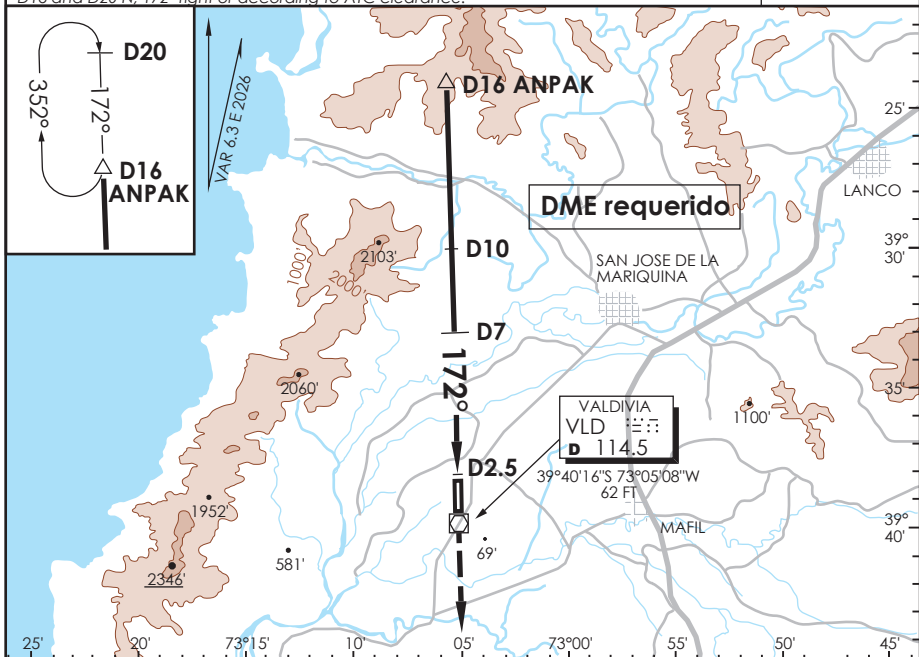 D16 and D20 N, 172° right or according to ATC clearance.
D20
352°
172°
D16
ANPAK
VAR 6.3 E 2026
D16 ANPAK
25'
LANCO
DME requerido
D10
39°
30'
SAN JOSE DE LA
MARIQUINA
2103'
1000'
2000'
D7
172°
35'
2060'
1100'
VALDIVIA
VLD
D 114.5
39°40'16"S 73°05'08"W
62 FT
D2.5
1952'
MAFIL
39°
40'
69'
581'
2346'
25'
20'
73°15'
10'
05'
73°00'
55'
50'
45'